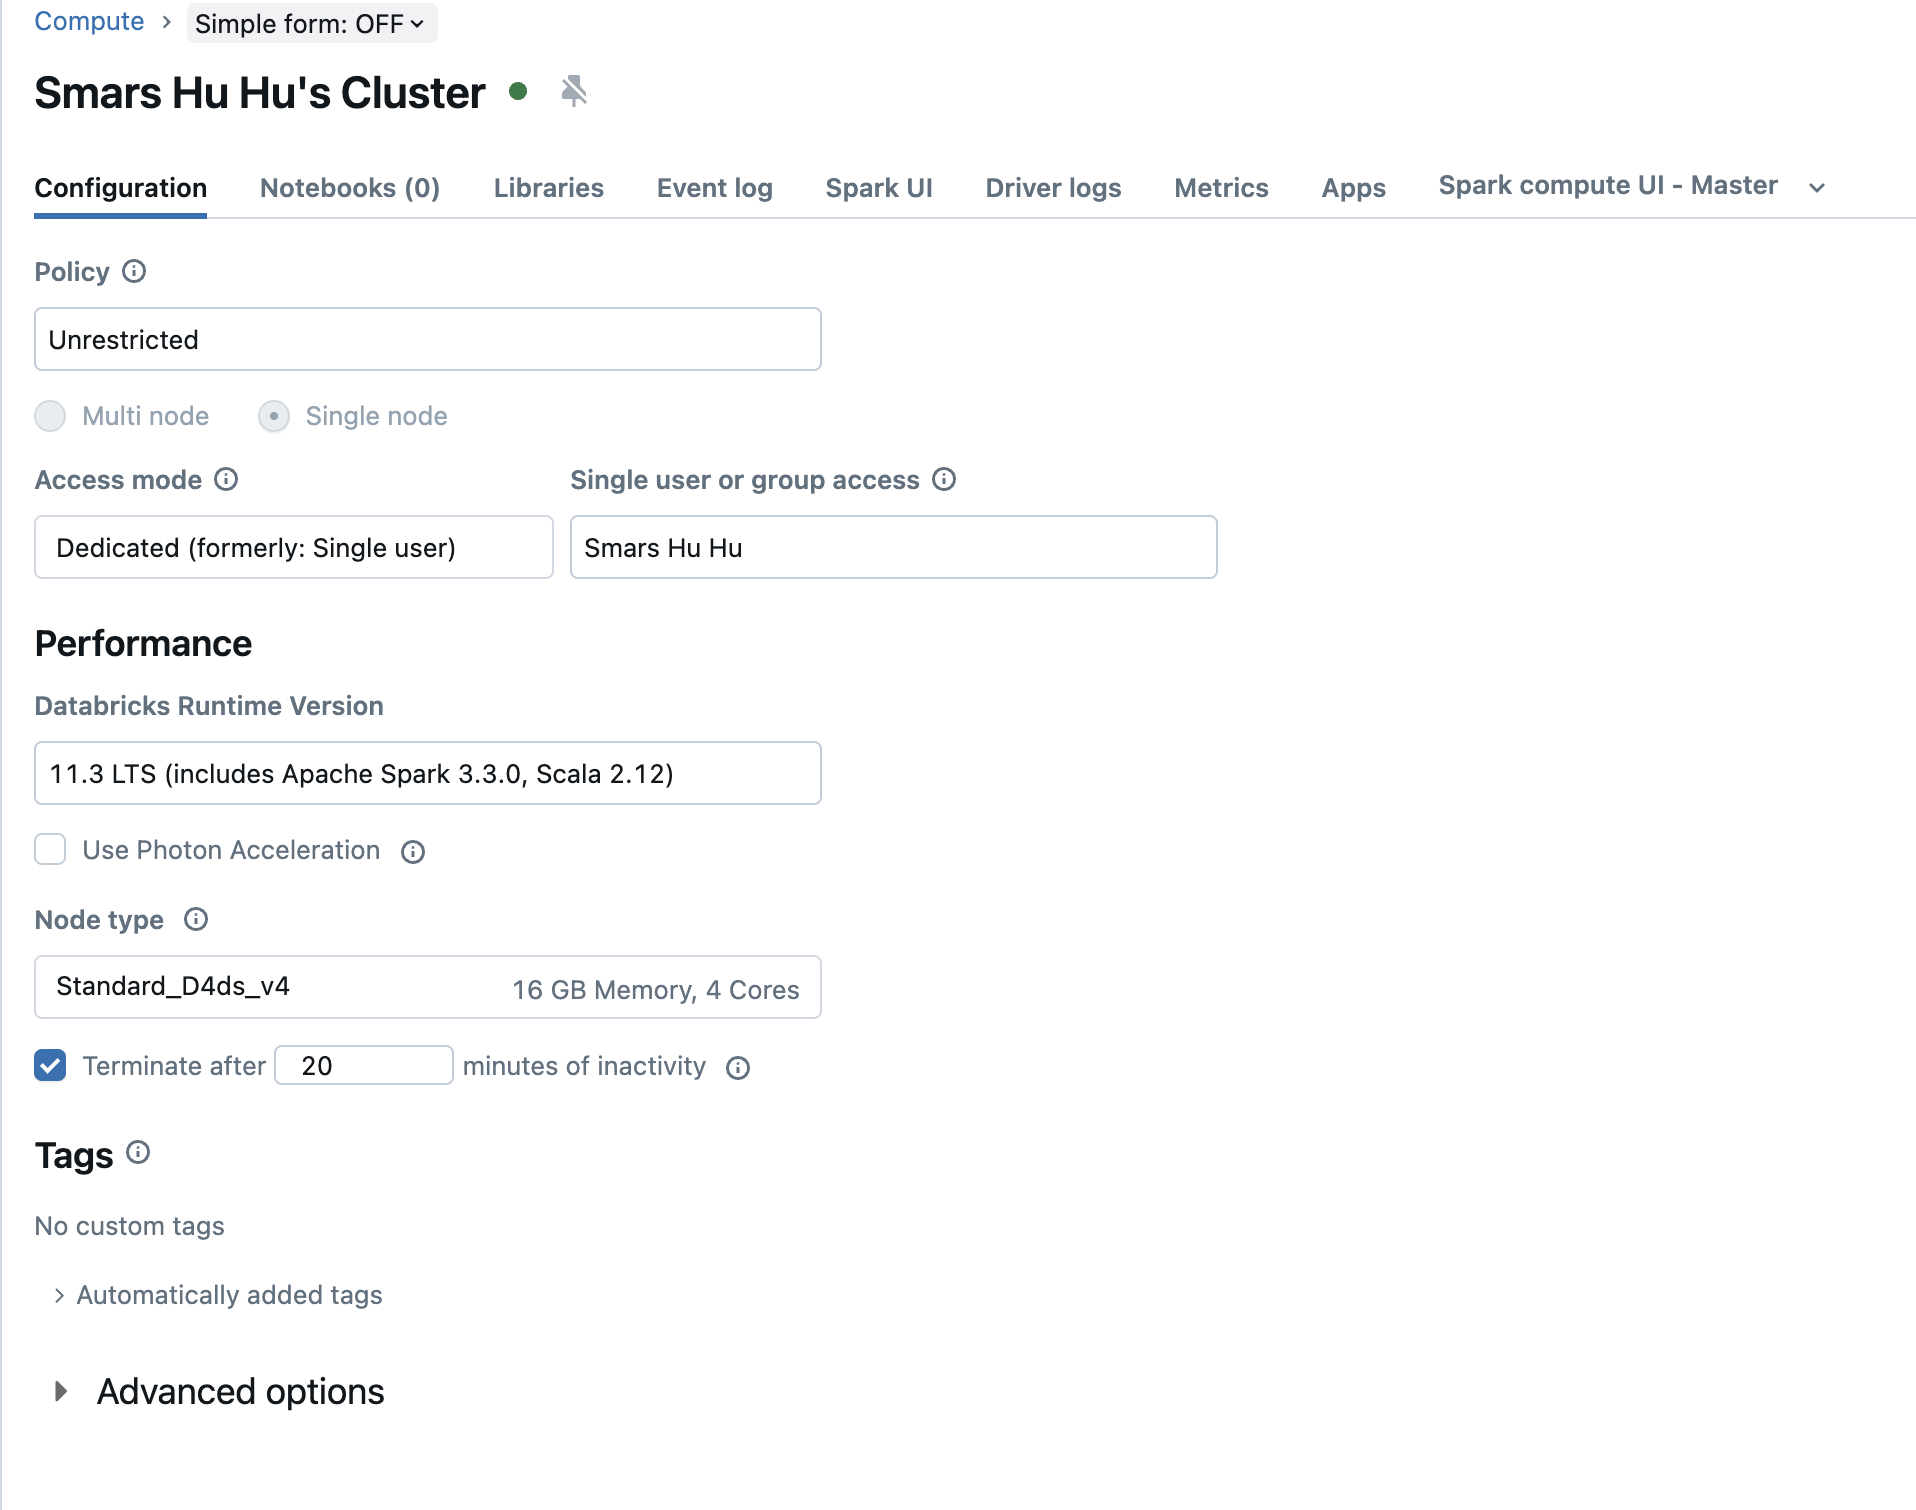 Compute > Simple form: OFF
Smars Hu Hu's Cluster
Configuration Notebooks (0) Libraries Event log Spark UI Driver logs Metrics Apps Spark compute UI - Master
Policy
Unrestricted
Multi node Single node
Access mode Single user or group access
Dedicated (formerly: Single user) Smars Hu Hu
Performance
Databricks Runtime Version
11.3 LTS (includes Apache Spark 3.3.0, Scala 2.12)
Use Photon Acceleration
Node type
Standard_D4ds_v4 16 GB Memory, 4 Cores
Terminate after 20 minutes of inactivity
Tags
No custom tags
Automatically added tags
Advanced options